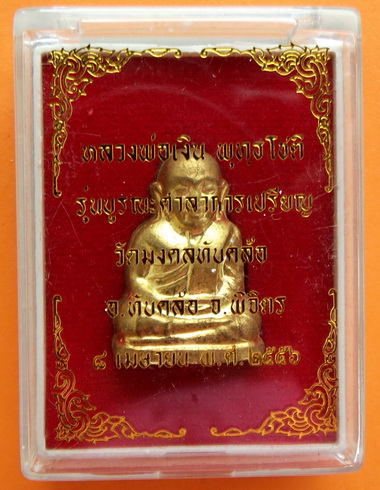 หลวงพ่อเงิน พุทธโชติ
รุ่นบูรณะศาลาการเปรียญ
วัดมงคลทับคล้อ
อ.ทับคล้อ จ.พิจิตร
๘ เมษายน พ.ศ. ๒๕๕๖